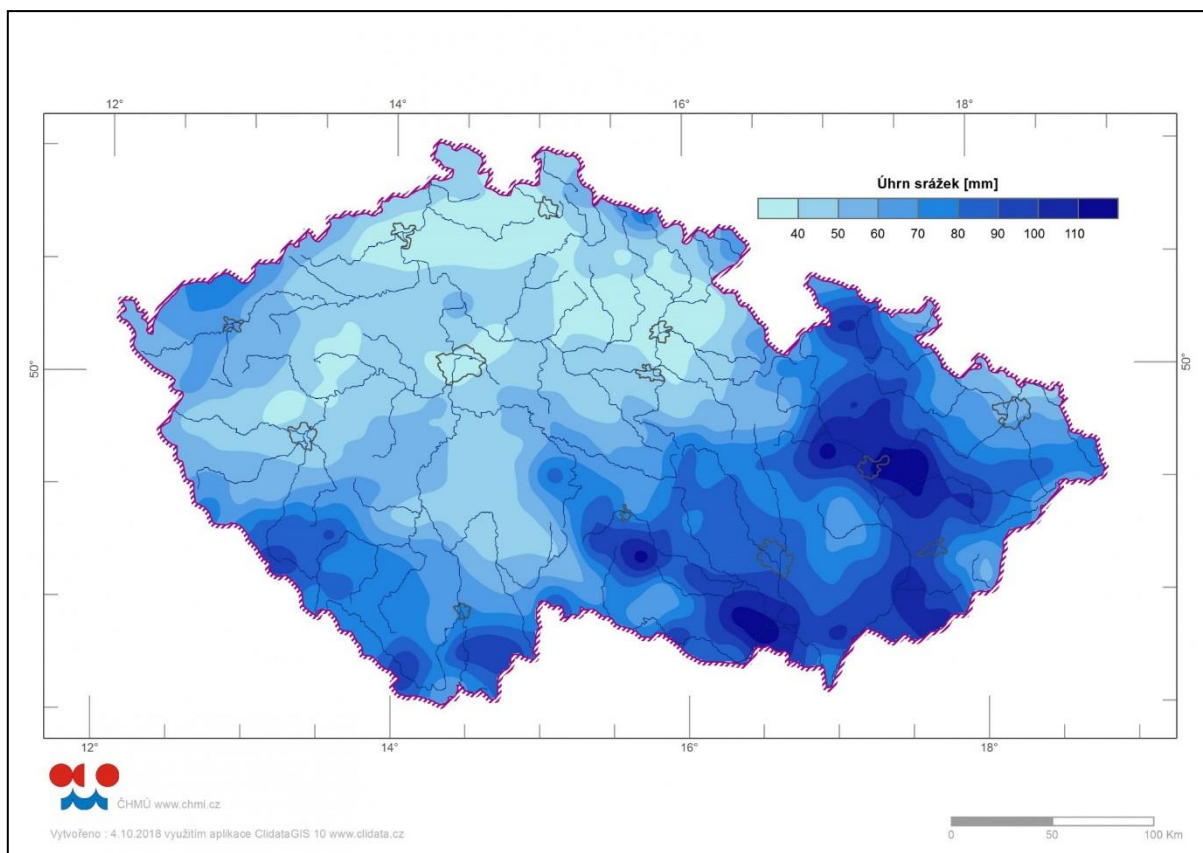 12°
14°
16°
18°
Úhrn srážek [mm]
40 50 60 70 80 90 100 110
50°
50°
12°
14°
16°
18°
ČHMÚ www.chmi.cz
Vytvořeno : 4.10.2018 využitím aplikace ClidataGIS 10 www.clidata.cz
0 50 100 Km